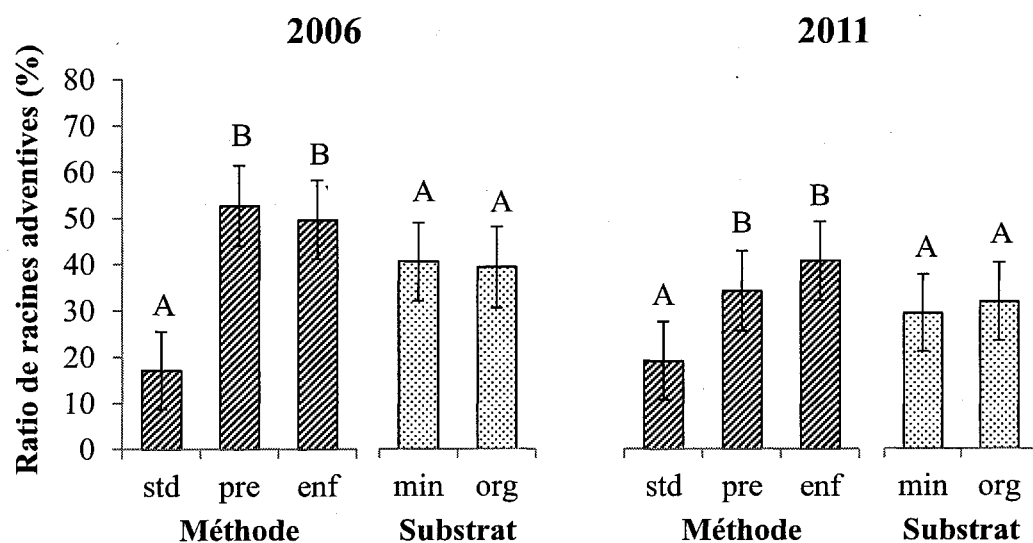 2006 2011
Ratio de racines adventives (%)
80
70
60
50
40
30
20
10
0
A B B A A
A B B A A
std pre enf min org std pre enf min org
Méthode Substrat Méthode Substrat